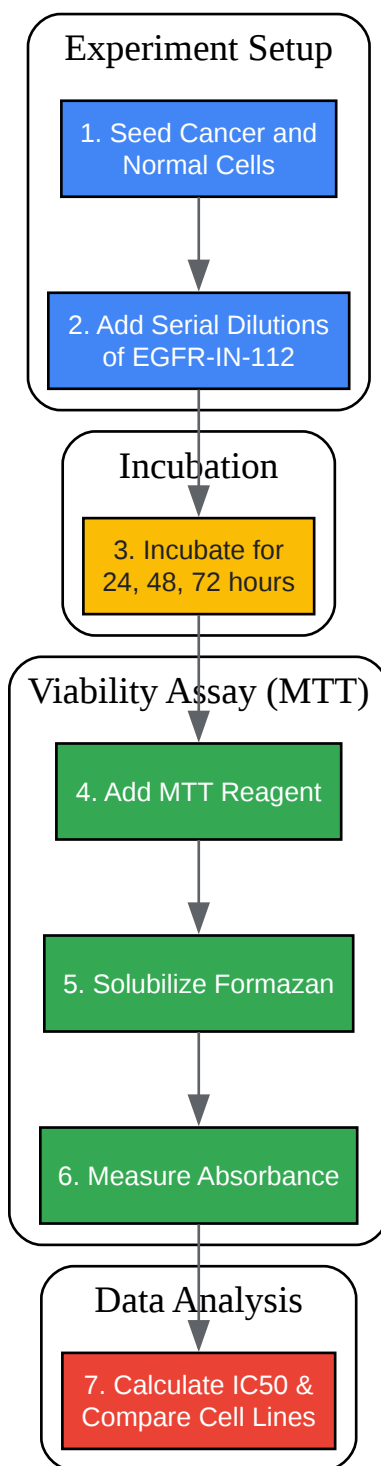 Experiment Setup
1. Seed Cancer and
Normal Cells
2. Add Serial Dilutions
of EGFR-IN-112
Incubation
3. Incubate for
24, 48, 72 hours
Viability Assay (MTT)
4. Add MTT Reagent
5. Solubilize Formazan
6. Measure Absorbance
Data Analysis
7. Calculate IC50 &
Compare Cell Lines